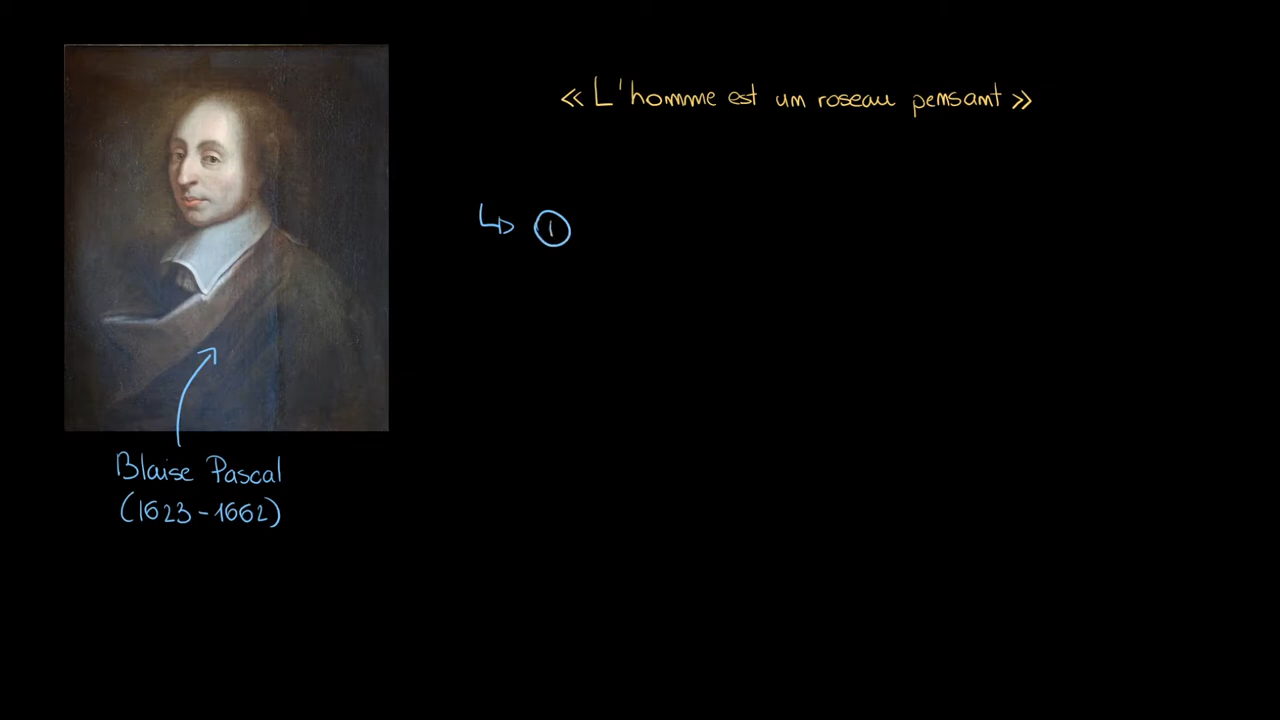 « L'homme est un roseau pensant »
↳ ①
Blaise Pascal
(1623-1662)